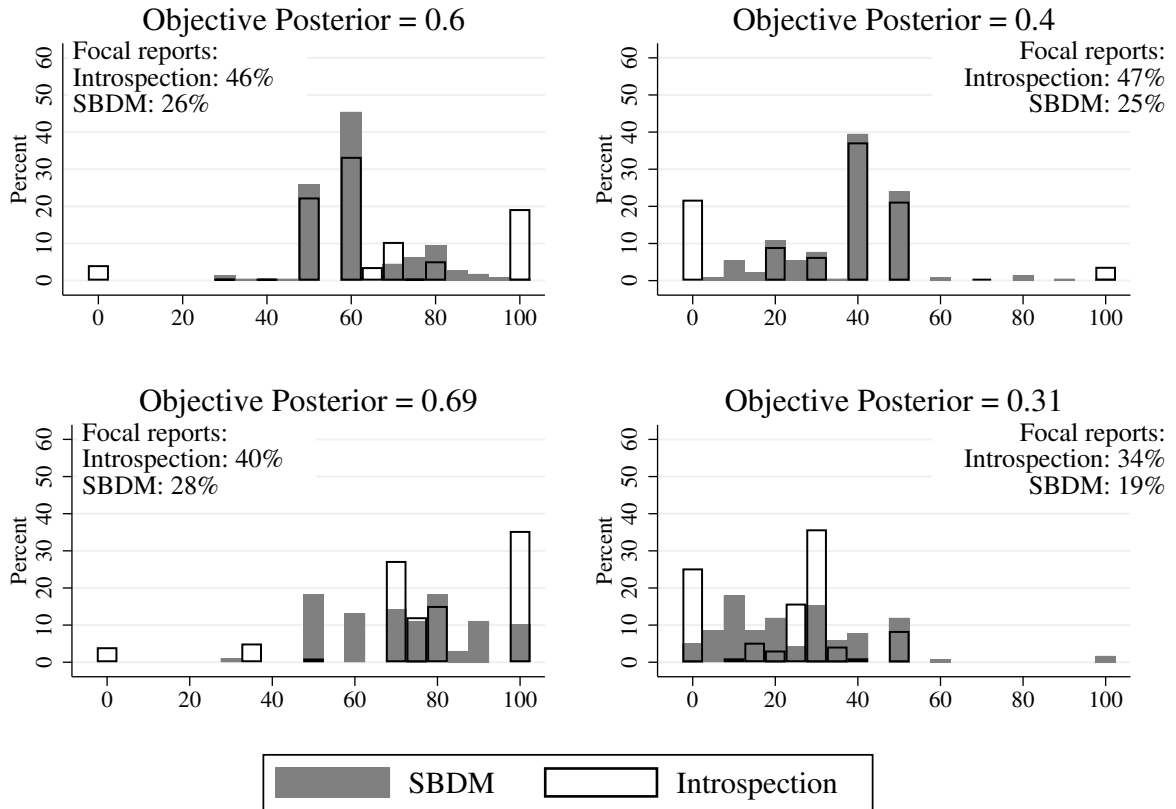 Objective Posterior = 0.6
Focal reports:
Introspection: 46%
SBDM: 26%
Percent
0 10 20 30 40 50 60
0 20 40 60 80 100
Objective Posterior = 0.4
Focal reports:
Introspection: 47%
SBDM: 25%
Percent
0 10 20 30 40 50 60
0 20 40 60 80 100
Objective Posterior = 0.69
Focal reports:
Introspection: 40%
SBDM: 28%
Percent
0 10 20 30 40 50 60
0 20 40 60 80 100
Objective Posterior = 0.31
Focal reports:
Introspection: 34%
SBDM: 19%
Percent
0 10 20 30 40 50 60
0 20 40 60 80 100
SBDM Introspection